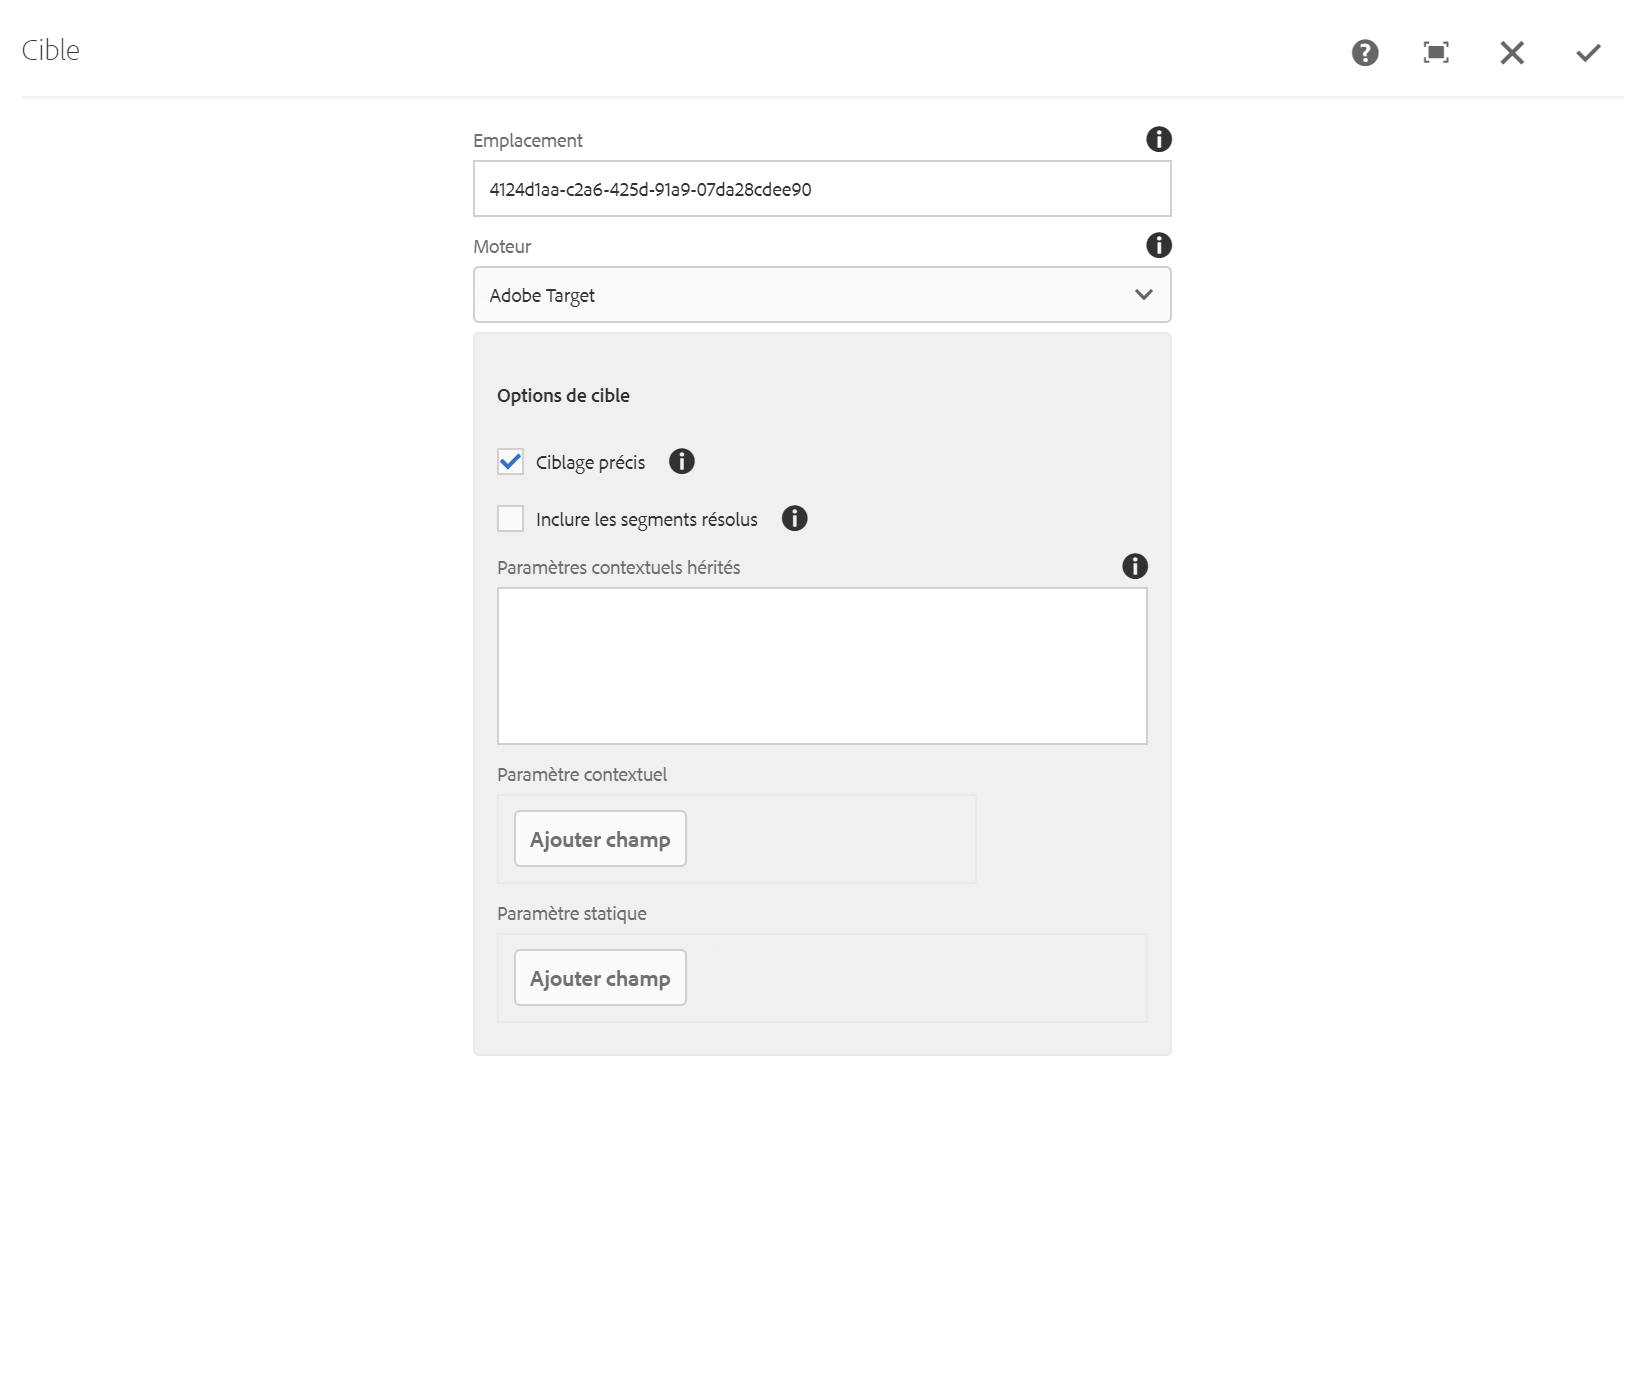 Cible
Emplacement
4124d1aa-c2a6-425d-91a9-07da28cdee90
Moteur
Adobe Target
Options de cible
Ciblage précis
Inclure les segments résolus
Paramètres contextuels hérités
Paramètre contextuel
Ajouter champ
Paramètre statique
Ajouter champ